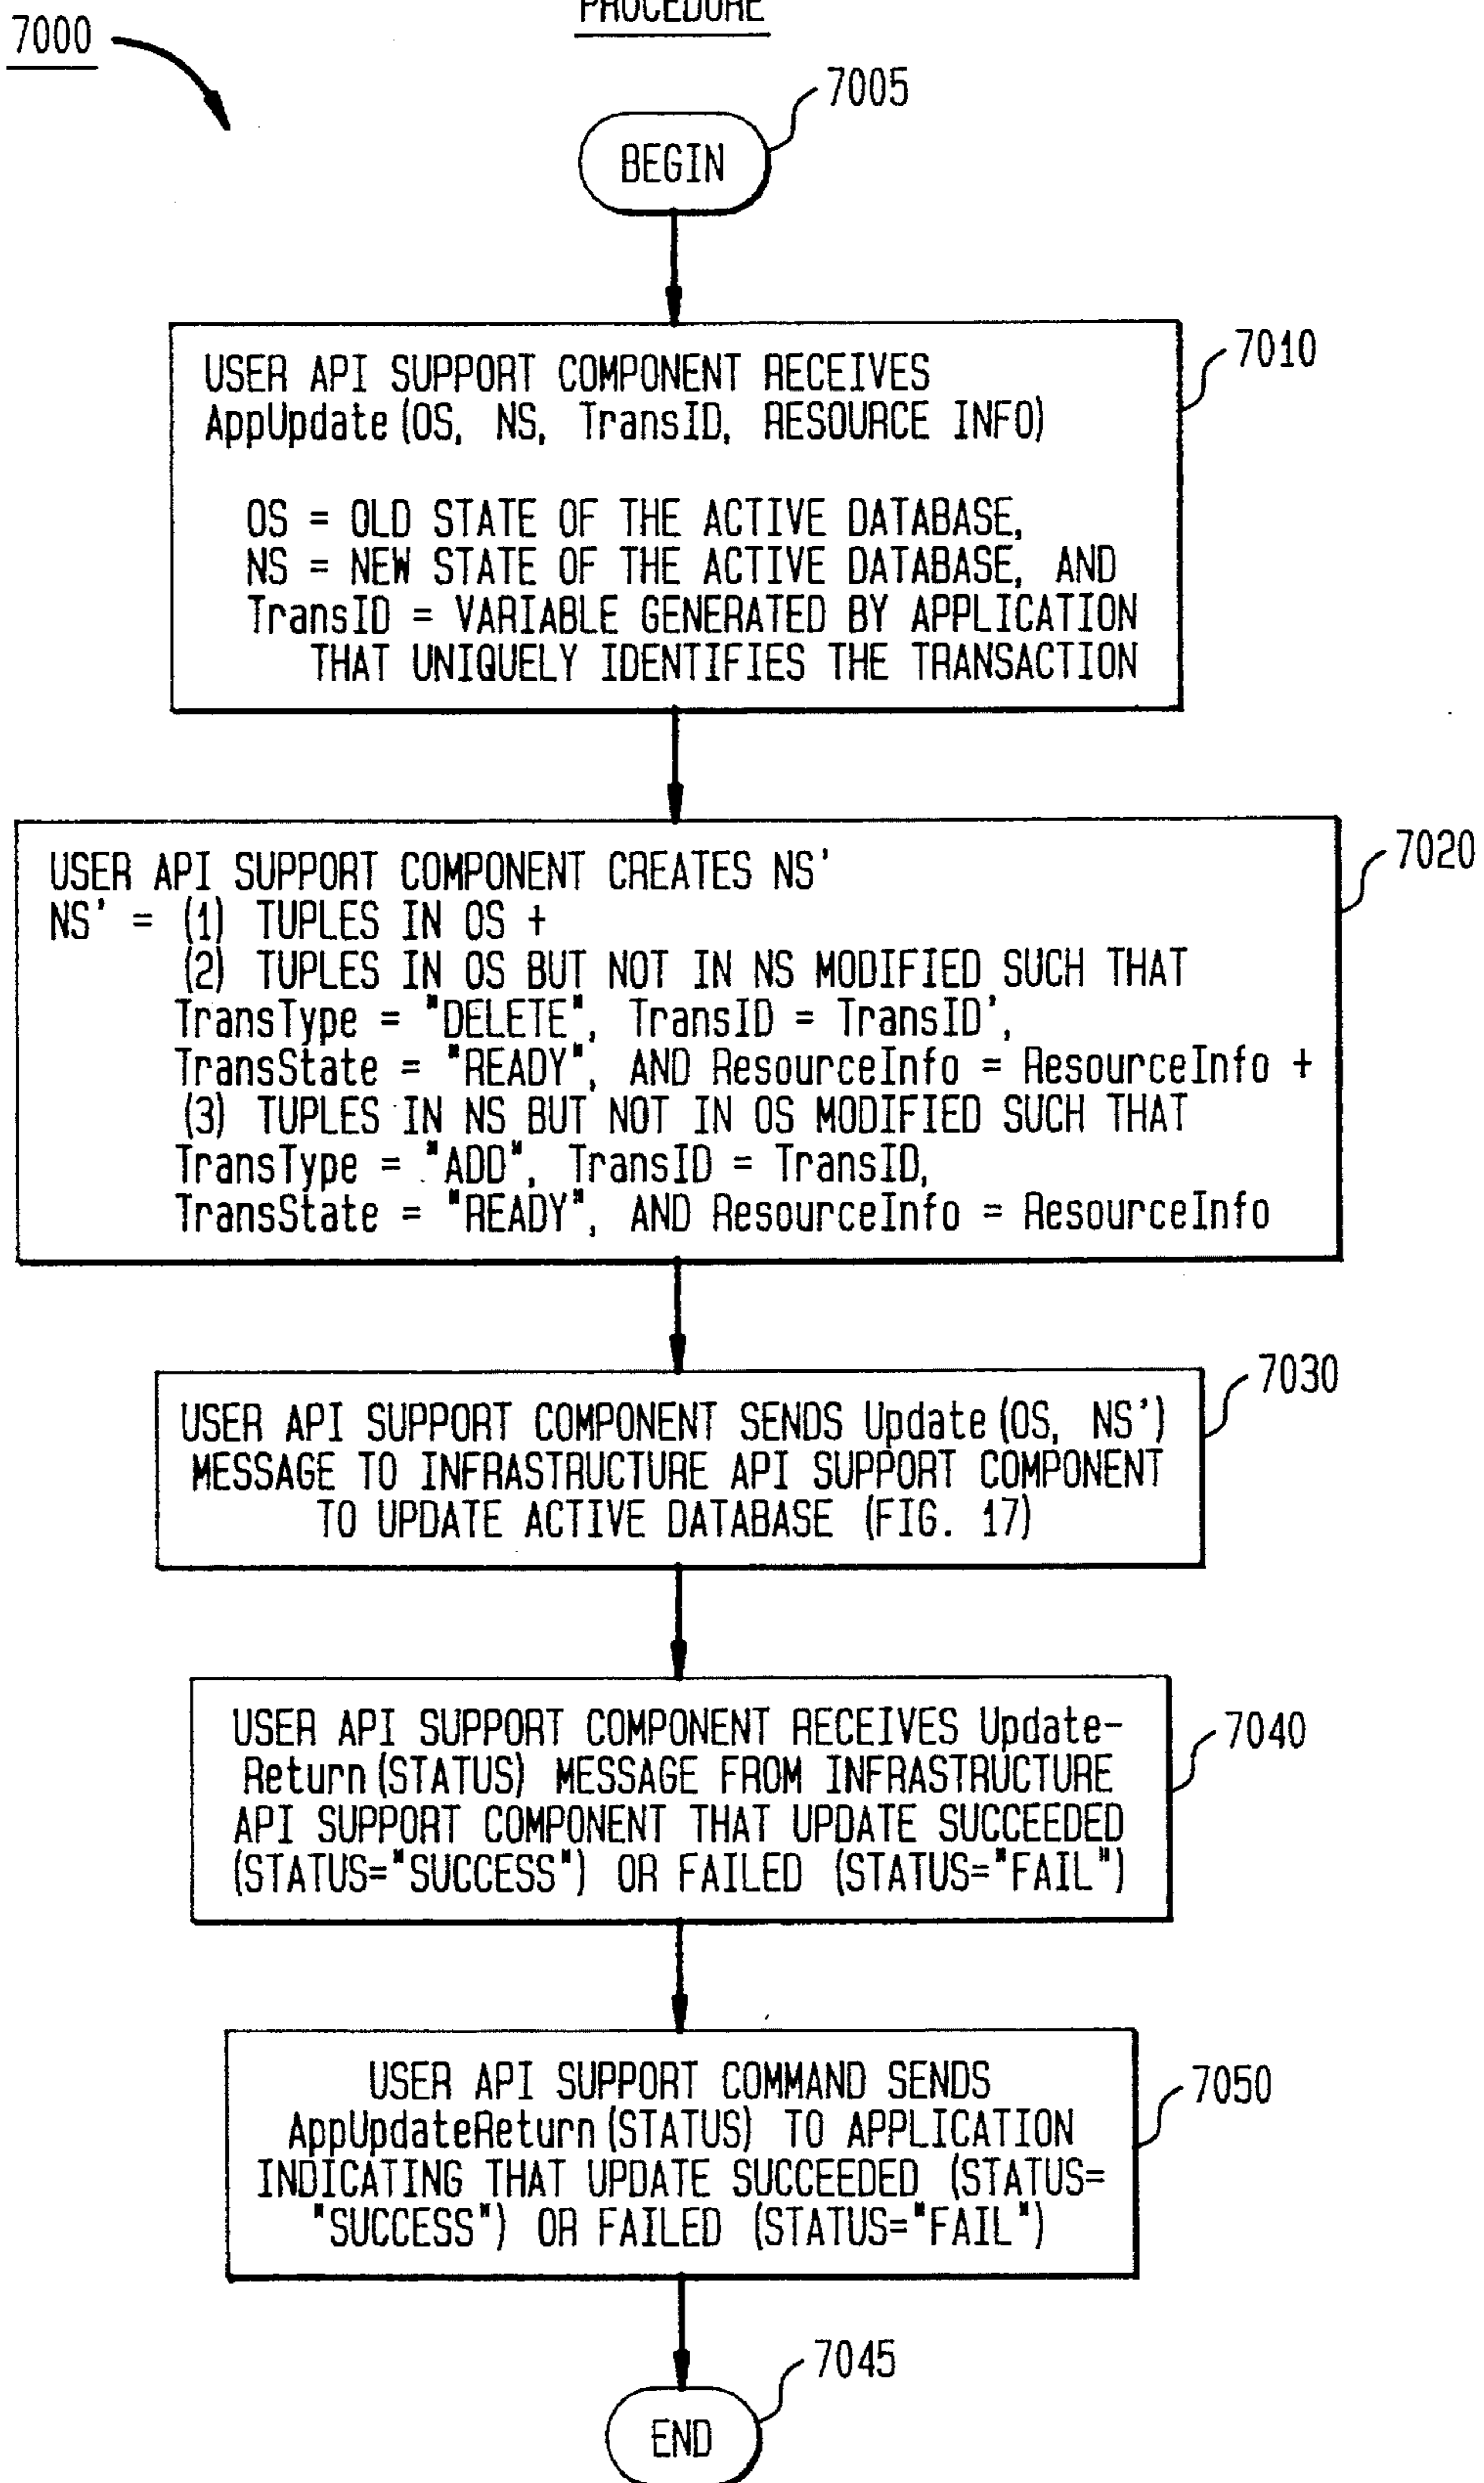 PROCEDURE
7000
7005
BEGIN
7010
USER API SUPPORT COMPONENT RECEIVES
AppUpdate(OS, NS, TransID, RESOURCE INFO)
OS = OLD STATE OF THE ACTIVE DATABASE,
NS = NEW STATE OF THE ACTIVE DATABASE, AND
TransID = VARIABLE GENERATED BY APPLICATION
THAT UNIQUELY IDENTIFIES THE TRANSACTION
7020
USER API SUPPORT COMPONENT CREATES NS'
NS' = (1) TUPLES IN OS +
(2) TUPLES IN OS BUT NOT IN NS MODIFIED SUCH THAT
TransType = "DELETE", TransID = TransID',
TransState = "READY", AND ResourceInfo = ResourceInfo +
(3) TUPLES IN NS BUT NOT IN OS MODIFIED SUCH THAT
TransType = "ADD", TransID = TransID,
TransState = "READY", AND ResourceInfo = ResourceInfo
7030
USER API SUPPORT COMPONENT SENDS Update(OS, NS')
MESSAGE TO INFRASTRUCTURE API SUPPORT COMPONENT
TO UPDATE ACTIVE DATABASE (FIG. 17)
7040
USER API SUPPORT COMPONENT RECEIVES Update-
Return(STATUS) MESSAGE FROM INFRASTRUCTURE
API SUPPORT COMPONENT THAT UPDATE SUCCEEDED
(STATUS="SUCCESS") OR FAILED (STATUS="FAIL")
7050
USER API SUPPORT COMMAND SENDS
AppUpdateReturn(STATUS) TO APPLICATION
INDICATING THAT UPDATE SUCCEEDED (STATUS=
"SUCCESS") OR FAILED (STATUS="FAIL")
7045
END